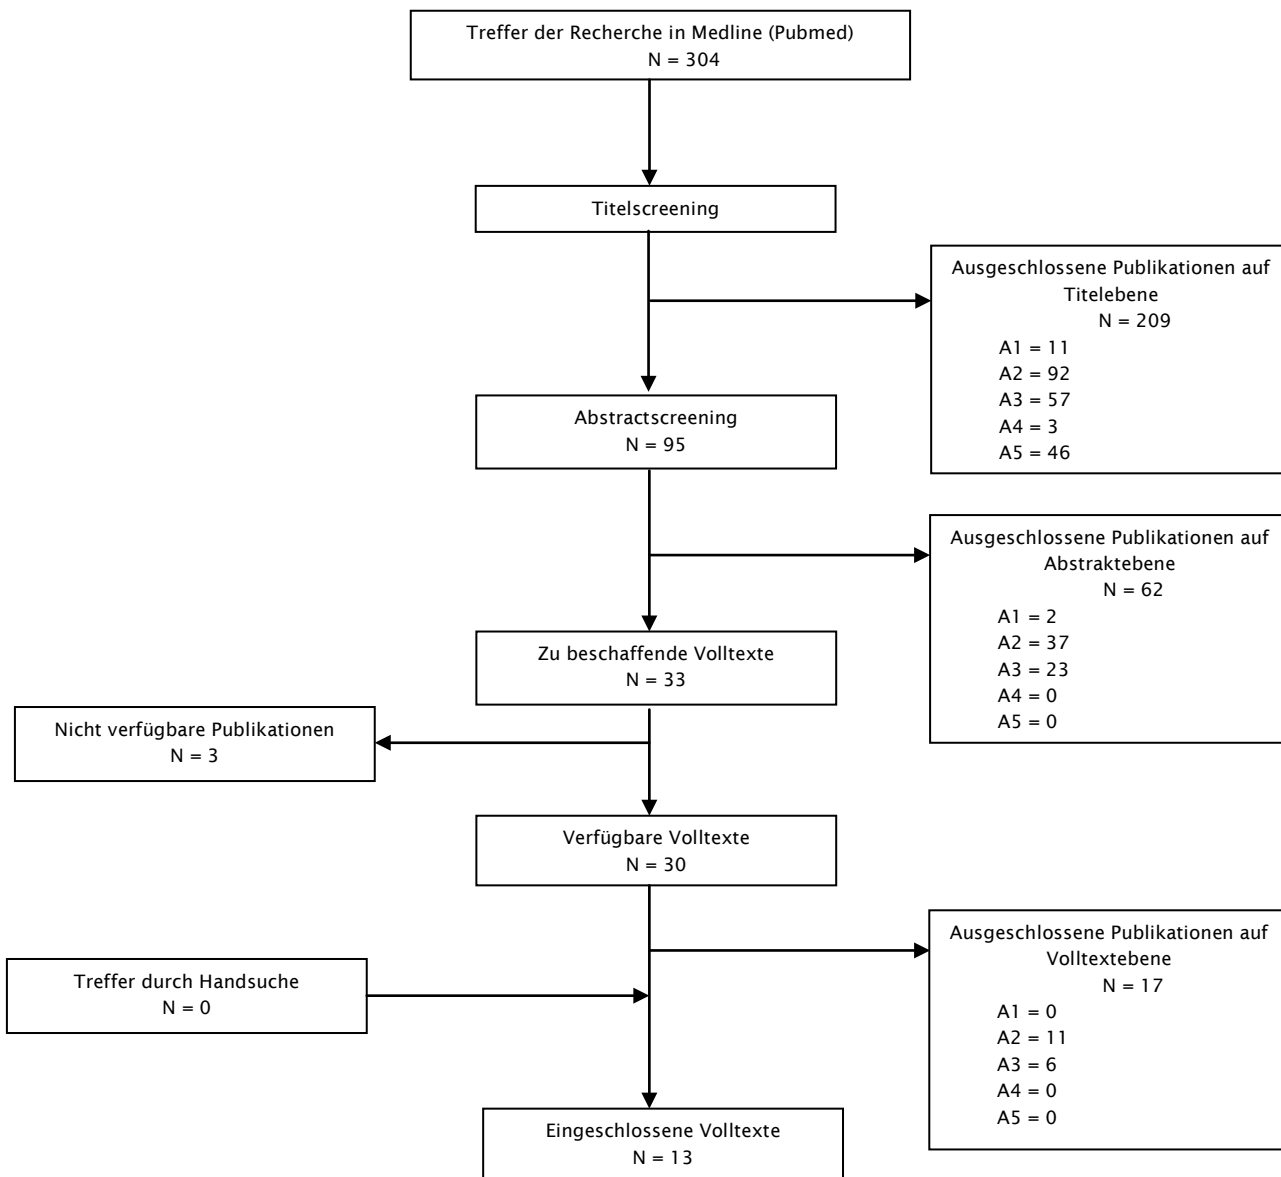 Treffer der Recherche in Medline (Pubmed)
N = 304
Titelscreening
Ausgeschlossene Publikationen auf
Titelebene
N = 209
A1 = 11
A2 = 92
A3 = 57
A4 = 3
A5 = 46
Abstractscreening
N = 95
Ausgeschlossene Publikationen auf
Abstraktebene
N = 62
A1 = 2
A2 = 37
A3 = 23
A4 = 0
A5 = 0
Zu beschaffende Volltexte
N = 33
Nicht verfügbare Publikationen
N = 3
Verfügbare Volltexte
N = 30
Ausgeschlossene Publikationen auf
Volltextebene
N = 17
A1 = 0
A2 = 11
A3 = 6
A4 = 0
A5 = 0
Treffer durch Handsuche
N = 0
Eingeschlossene Volltexte
N = 13